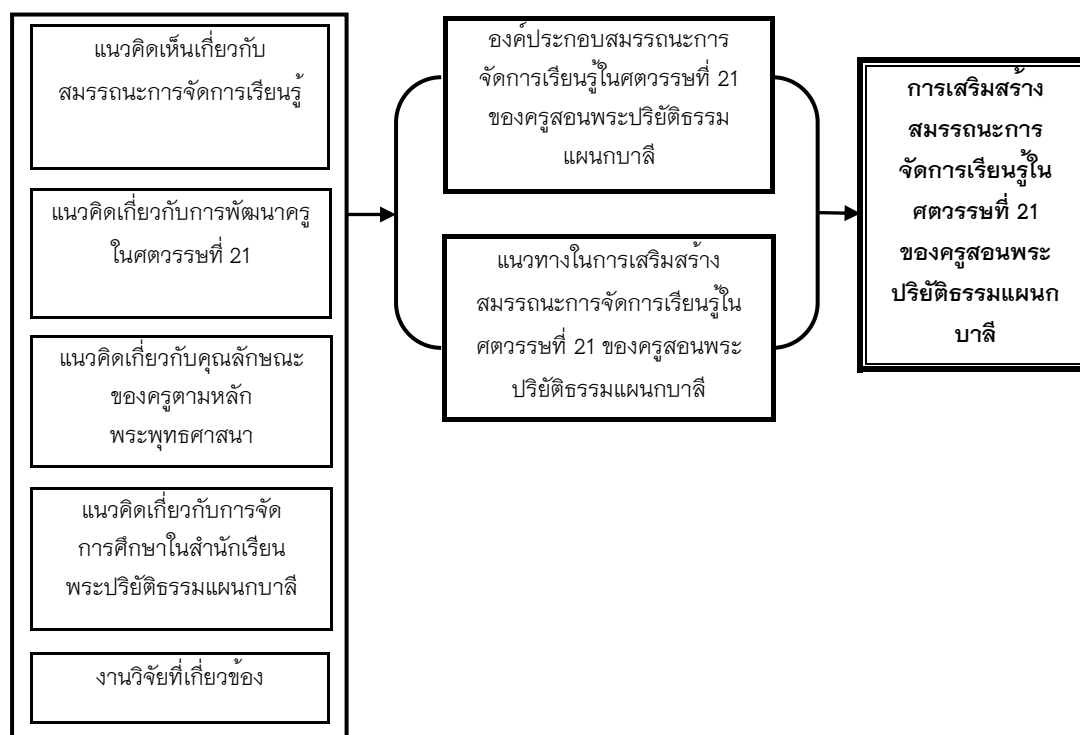 แนวคิดเห็นเกี่ยวกับ
สมรรถนะการจัดการเรียนรู้
แนวคิดเกี่ยวกับการพัฒนาครู
ในศตวรรษที่ 21
แนวคิดเกี่ยวกับคุณลักษณะ
ของครูตามหลัก
พระพุทธศาสนา
แนวคิดเกี่ยวกับการจัด
การศึกษาในสำนักเรียน
พระปริยัติธรรมแผนกบาลี
งานวิจัยที่เกี่ยวข้อง
องค์ประกอบสมรรถนะการ
จัดการเรียนรู้ในศตวรรษที่ 21
ของครูสอนพระปริยัติธรรม
แผนกบาลี
แนวทางในการเสริมสร้าง
สมรรถนะการจัดการเรียนรู้ใน
ศตวรรษที่ 21 ของครูสอนพระ
ปริยัติธรรมแผนกบาลี
การเสริมสร้าง
สมรรถนะการ
จัดการเรียนรู้ใน
ศตวรรษที่ 21
ของครูสอนพระ
ปริยัติธรรมแผนก
บาลี